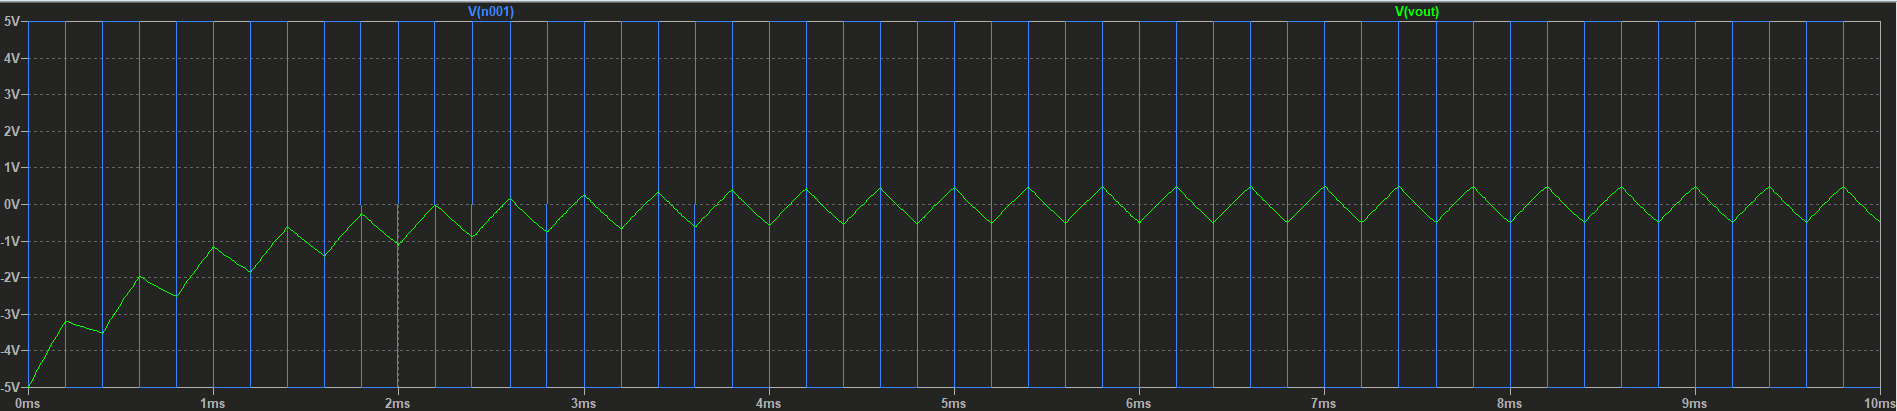 V(n001) V(vout)
5V
4V
3V
2V
1V
0V
-1V
-2V
-3V
-4V
-5V
0ms 1ms 2ms 3ms 4ms 5ms 6ms 7ms 8ms 9ms 10ms